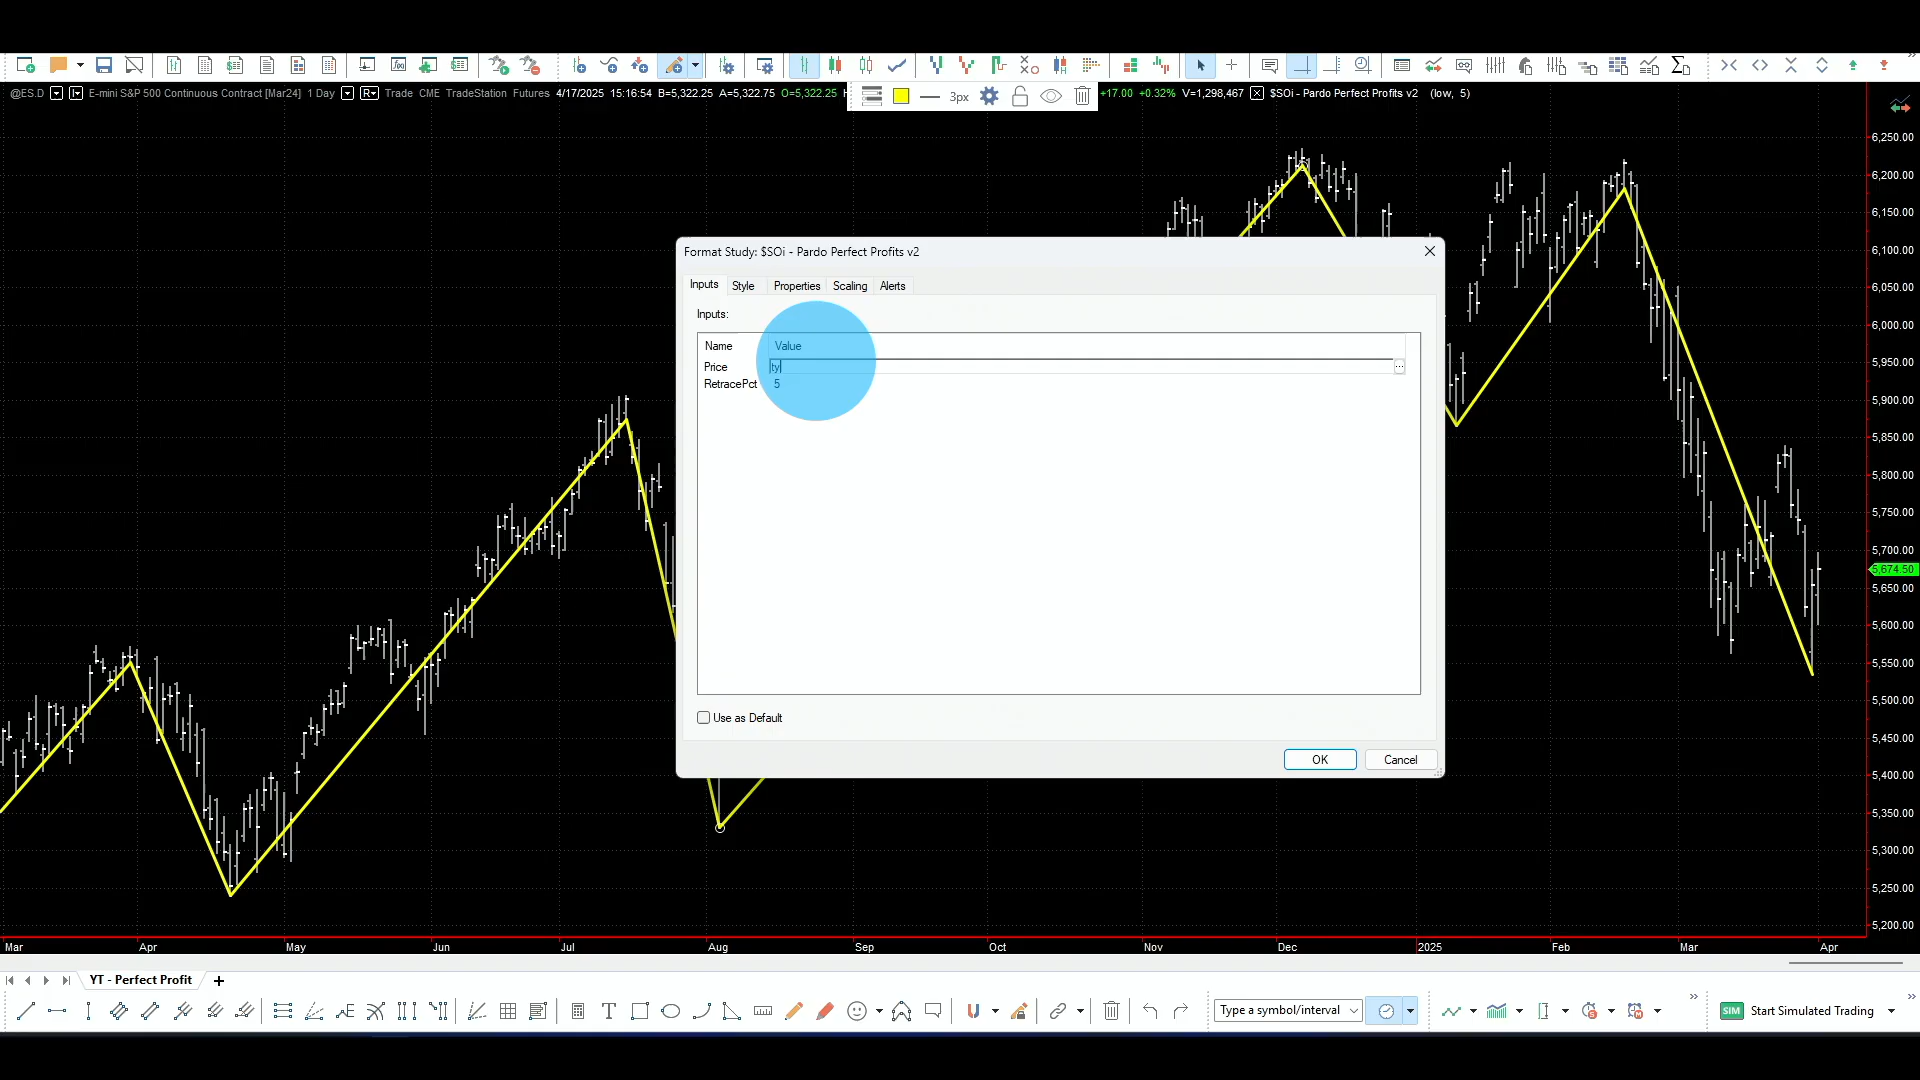 @ES.D E-mini S&P 500 Continuous Contract [Mar24] 1 Day R Trade CME TradeStation Futures 4/17/2025 15:16:54 B=5,322.25 A=5,322.75 O=5,322.25 +17.00 +0.32% V=1,298,467 $SOi - Pardo Perfect Profits v2 (low, 5)
3px
Format Study: $SOi - Pardo Perfect Profits v2
Inputs Style Properties Scaling Alerts
Inputs:
Name Value
Price ty
RetracePct 5
Use as Default
OK Cancel
6,250.00
6,200.00
6,150.00
6,100.00
6,050.00
6,000.00
5,950.00
5,900.00
5,850.00
5,800.00
5,750.00
5,700.00
5,674.50
5,650.00
5,600.00
5,550.00
5,500.00
5,450.00
5,400.00
5,350.00
5,300.00
5,250.00
5,200.00
Mar Apr May Jun Jul Aug Sep Oct Nov Dec 2025 Feb Mar Apr
YT - Perfect Profit
Type a symbol/interval
SIM Start Simulated Trading